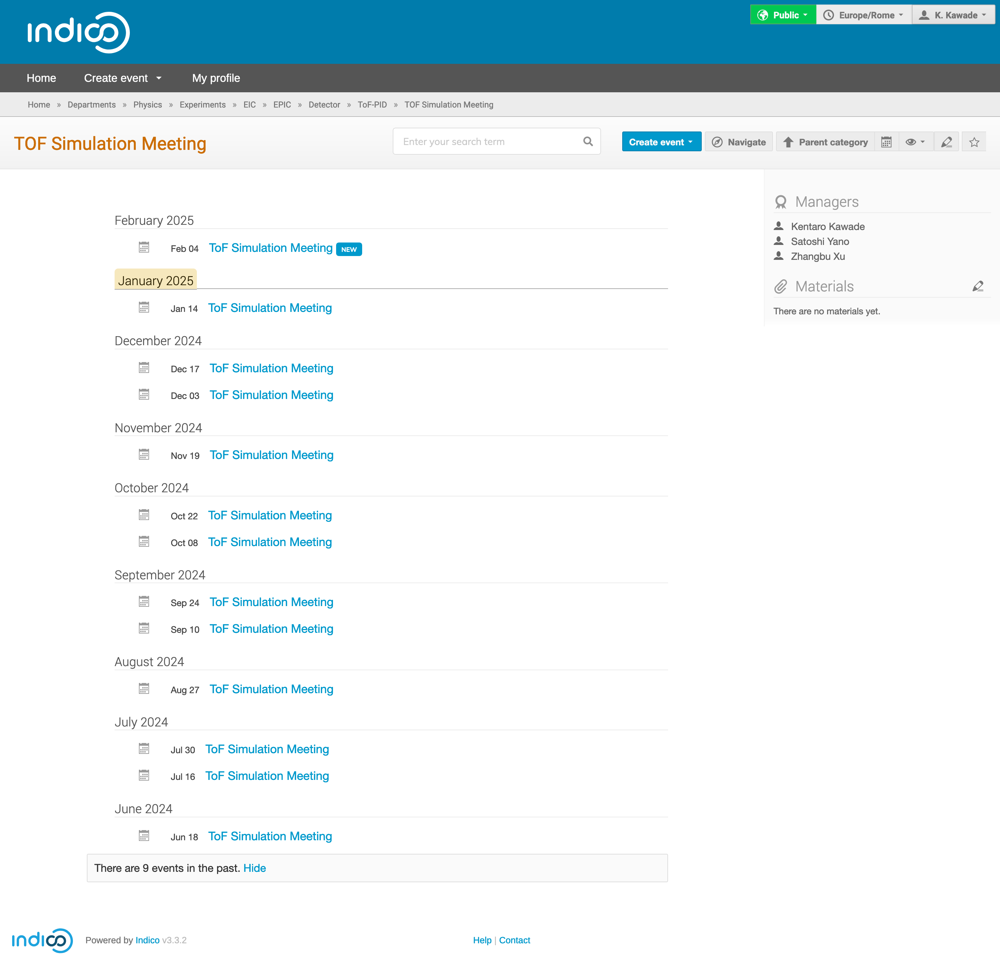 indico
Public Europe/Rome K. Kawade
Home Create event My profile
Home » Departments » Physics » Experiments » EIC » EPIC » Detector » ToF-PID » TOF Simulation Meeting
TOF Simulation Meeting
Enter your search term
Create event Navigate Parent category
February 2025
Feb 04 ToF Simulation Meeting NEW
January 2025
Jan 14 ToF Simulation Meeting
December 2024
Dec 17 ToF Simulation Meeting
Dec 03 ToF Simulation Meeting
November 2024
Nov 19 ToF Simulation Meeting
October 2024
Oct 22 ToF Simulation Meeting
Oct 08 ToF Simulation Meeting
September 2024
Sep 24 ToF Simulation Meeting
Sep 10 ToF Simulation Meeting
August 2024
Aug 27 ToF Simulation Meeting
July 2024
Jul 30 ToF Simulation Meeting
Jul 16 ToF Simulation Meeting
June 2024
Jun 18 ToF Simulation Meeting
There are 9 events in the past. Hide
Managers
Kentaro Kawade
Satoshi Yano
Zhangbu Xu
Materials
There are no materials yet.
indico
Powered by Indico v3.3.2
Help | Contact